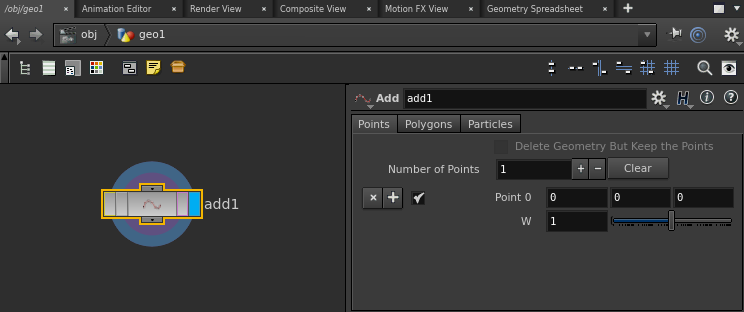 /obj/geo1 Animation Editor Render View Composite View Motion FX View Geometry Spreadsheet
obj geo1
Add add1
Points Polygons Particles
Delete Geometry But Keep the Points
Number of Points 1 + − Clear
Point 0 0 0 0
W 1
add1